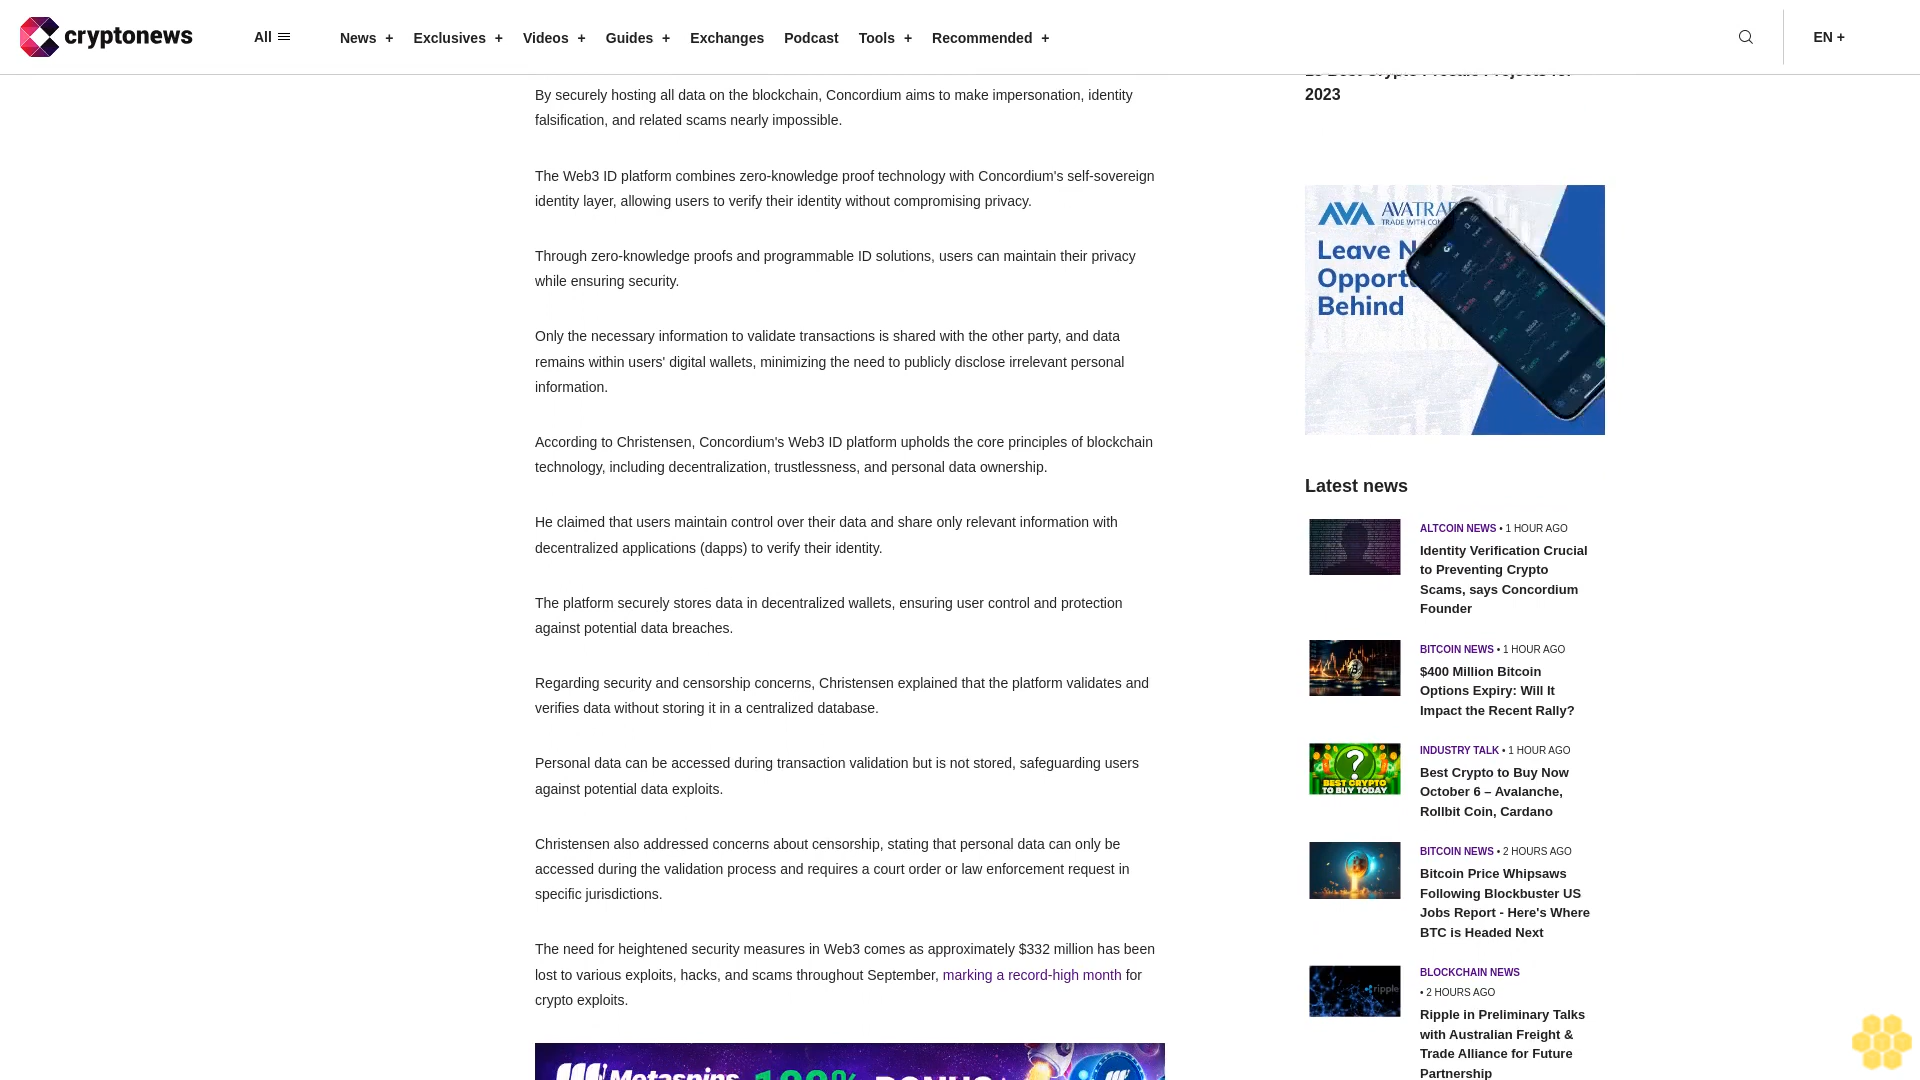 cryptonews
All
News +
Exclusives +
Videos +
Guides +
Exchanges
Podcast
Tools +
Recommended +
EN +
By securely hosting all data on the blockchain, Concordium aims to make impersonation, identity
falsification, and related scams nearly impossible.
The Web3 ID platform combines zero-knowledge proof technology with Concordium's self-sovereign
identity layer, allowing users to verify their identity without compromising privacy.
Through zero-knowledge proofs and programmable ID solutions, users can maintain their privacy
while ensuring security.
Only the necessary information to validate transactions is shared with the other party, and data
remains within users' digital wallets, minimizing the need to publicly disclose irrelevant personal
information.
According to Christensen, Concordium's Web3 ID platform upholds the core principles of blockchain
technology, including decentralization, trustlessness, and personal data ownership.
He claimed that users maintain control over their data and share only relevant information with
decentralized applications (dapps) to verify their identity.
The platform securely stores data in decentralized wallets, ensuring user control and protection
against potential data breaches.
Regarding security and censorship concerns, Christensen explained that the platform validates and
verifies data without storing it in a centralized database.
Personal data can be accessed during transaction validation but is not stored, safeguarding users
against potential data exploits.
Christensen also addressed concerns about censorship, stating that personal data can only be
accessed during the validation process and requires a court order or law enforcement request in
specific jurisdictions.
The need for heightened security measures in Web3 comes as approximately $332 million has been
lost to various exploits, hacks, and scams throughout September, marking a record-high month for
crypto exploits.
Metaspins 100% BONUS
2023
AVA
TRADE WITH
Leave
Behind
Latest news
ALTCOIN NEWS • 1 HOUR AGO
Identity Verification Crucial
to Preventing Crypto
Scams, says Concordium
Founder
BITCOIN NEWS • 1 HOUR AGO
$400 Million Bitcoin
Options Expiry: Will It
Impact the Recent Rally?
BEST CRYPTO
TO BUY TODAY
INDUSTRY TALK • 1 HOUR AGO
Best Crypto to Buy Now
October 6 – Avalanche,
Rollbit Coin, Cardano
BITCOIN NEWS • 2 HOURS AGO
Bitcoin Price Whipsaws
Following Blockbuster US
Jobs Report - Here's Where
BTC is Headed Next
ripple
BLOCKCHAIN NEWS
• 2 HOURS AGO
Ripple in Preliminary Talks
with Australian Freight &
Trade Alliance for Future
Partnership